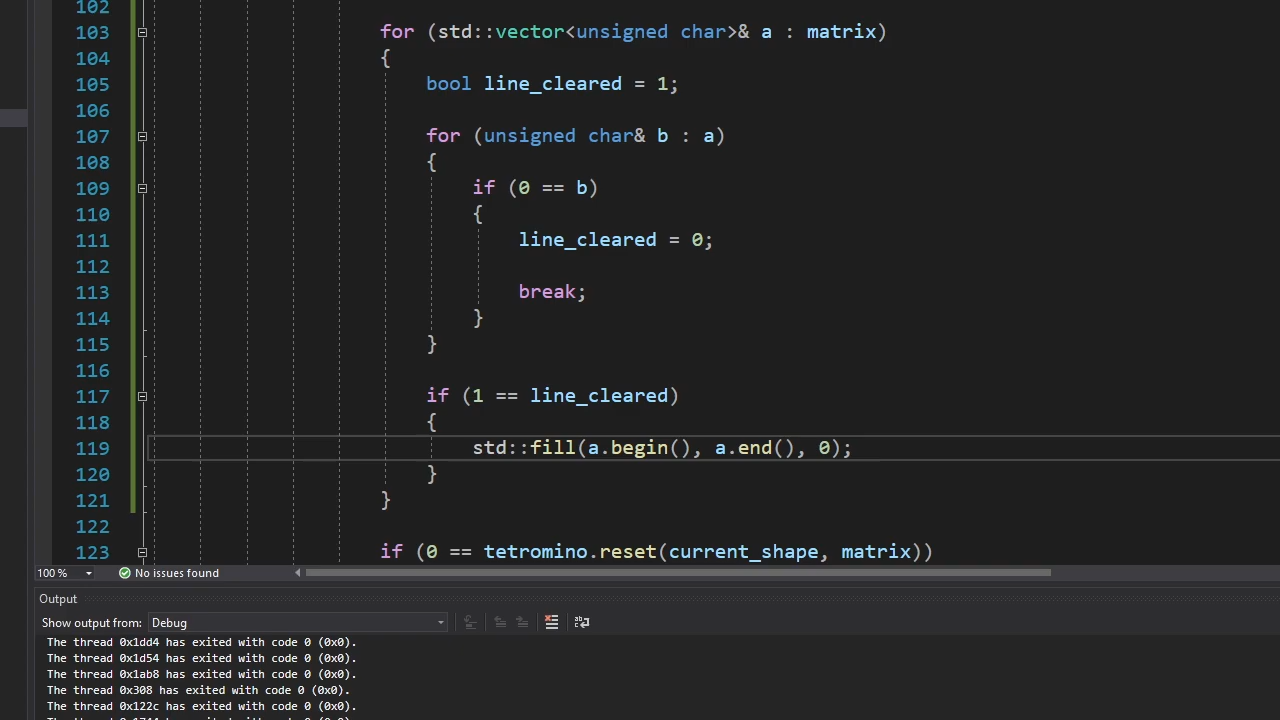 102
103 for (std::vector<unsigned char>& a : matrix)
104 {
105 bool line_cleared = 1;
106
107 for (unsigned char& b : a)
108 {
109 if (0 == b)
110 {
111 line_cleared = 0;
112
113 break;
114 }
115 }
116
117 if (1 == line_cleared)
118 {
119 std::fill(a.begin(), a.end(), 0);
120 }
121 }
122
123 if (0 == tetromino.reset(current_shape, matrix))
100 % No issues found
Output
Show output from: Debug
The thread 0x1dd4 has exited with code 0 (0x0).
The thread 0x1d54 has exited with code 0 (0x0).
The thread 0x1ab8 has exited with code 0 (0x0).
The thread 0x308 has exited with code 0 (0x0).
The thread 0x122c has exited with code 0 (0x0).